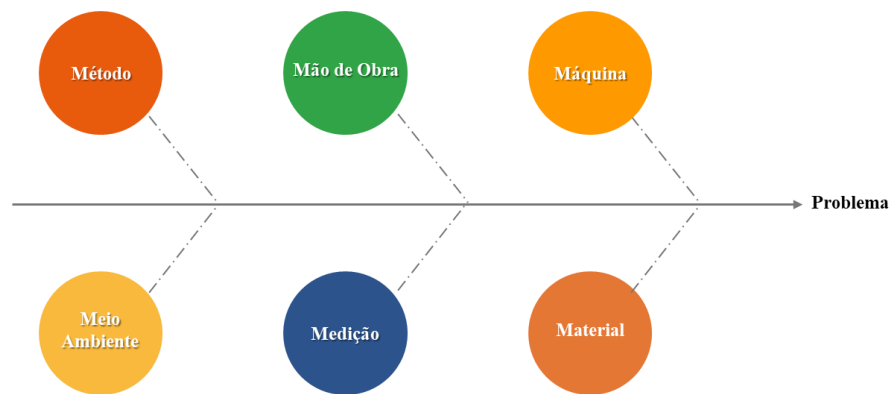 Método
Mão de Obra
Máquina
Problema
Meio
Ambiente
Medição
Material